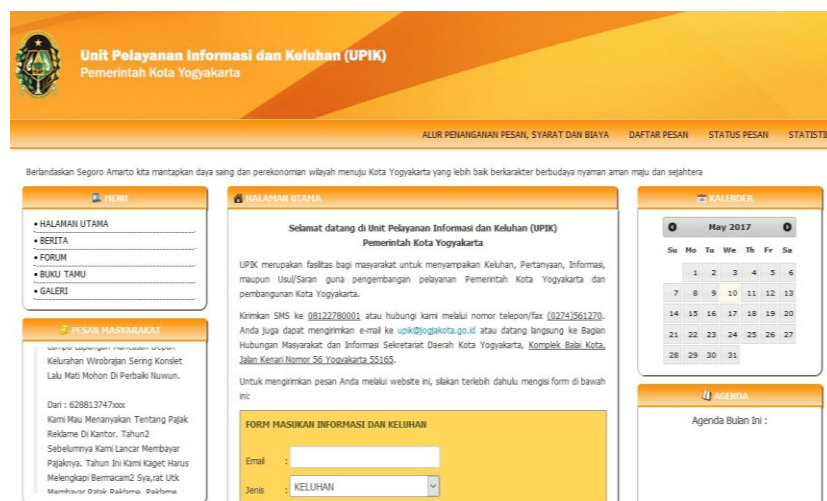 Unit Pelayanan Informasi dan Keluhan (UPIK)
Pemerintah Kota Yogyakarta
ALUR PENANGANAN PESAN, SYARAT DAN BIAYA DAFTAR PESAN STATUS PESAN STATISTI
Berlandaskan Segoro Amarto kita mantapkan daya saing dan perekonomian wilayah menuju Kota Yogyakarta yang lebih baik berkarakter berbudaya nyaman aman maju dan sejahtera
MENU
• HALAMAN UTAMA
• BERITA
• FORUM
• BUKU TAMU
• GALERI
PESAN MASYARAKAT
Kelurahan Wirobrajan Sering Konslet
Lalu Mati Mohon Di Perbaiki Nuwun.
Dari : 628813747xxx
Kami Mau Menanyakan Tentang Pajak
Reklame Di Kantor. Tahun2
Sebelumnya Kami Lancar Membayar
Pajaknya. Tahun Ini Kami Kaget Harus
Melengkapi Bermacam2 Sya,rat Utk
Membayar Pajak Reklame. Reklame
HALAMAN UTAMA
Selamat datang di Unit Pelayanan Informasi dan Keluhan (UPIK)
Pemerintah Kota Yogyakarta
UPIK merupakan fasilitas bagi masyarakat untuk menyampaikan Keluhan, Pertanyaan, Informasi,
maupun Usul/Saran guna pengembangan pelayanan Pemerintah Kota Yogyakarta dan
pembangunan Kota Yogyakarta.
Kirimkan SMS ke 08122780001 atau hubungi kami melalui nomor telepon/fax (0274)561270.
Anda juga dapat mengirimkan e-mail ke upik@jogjakota.go.id atau datang langsung ke Bagian
Hubungan Masyarakat dan Informasi Sekretariat Daerah Kota Yogyakarta, Komplek Balai Kota,
Jalan Kenari Nomor 56 Yogyakarta 55165.
Untuk mengirimkan pesan Anda melalui website ini, silakan terlebih dahulu mengisi form di bawah
ini:
FORM MASUKAN INFORMASI DAN KELUHAN
Email :
Jenis : KELUHAN
KALENDER
May 2017
Su Mo Tu We Th Fr Sa
1 2 3 4 5 6
7 8 9 10 11 12 13
14 15 16 17 18 19 20
21 22 23 24 25 26 27
28 29 30 31
AGENDA
Agenda Bulan Ini :